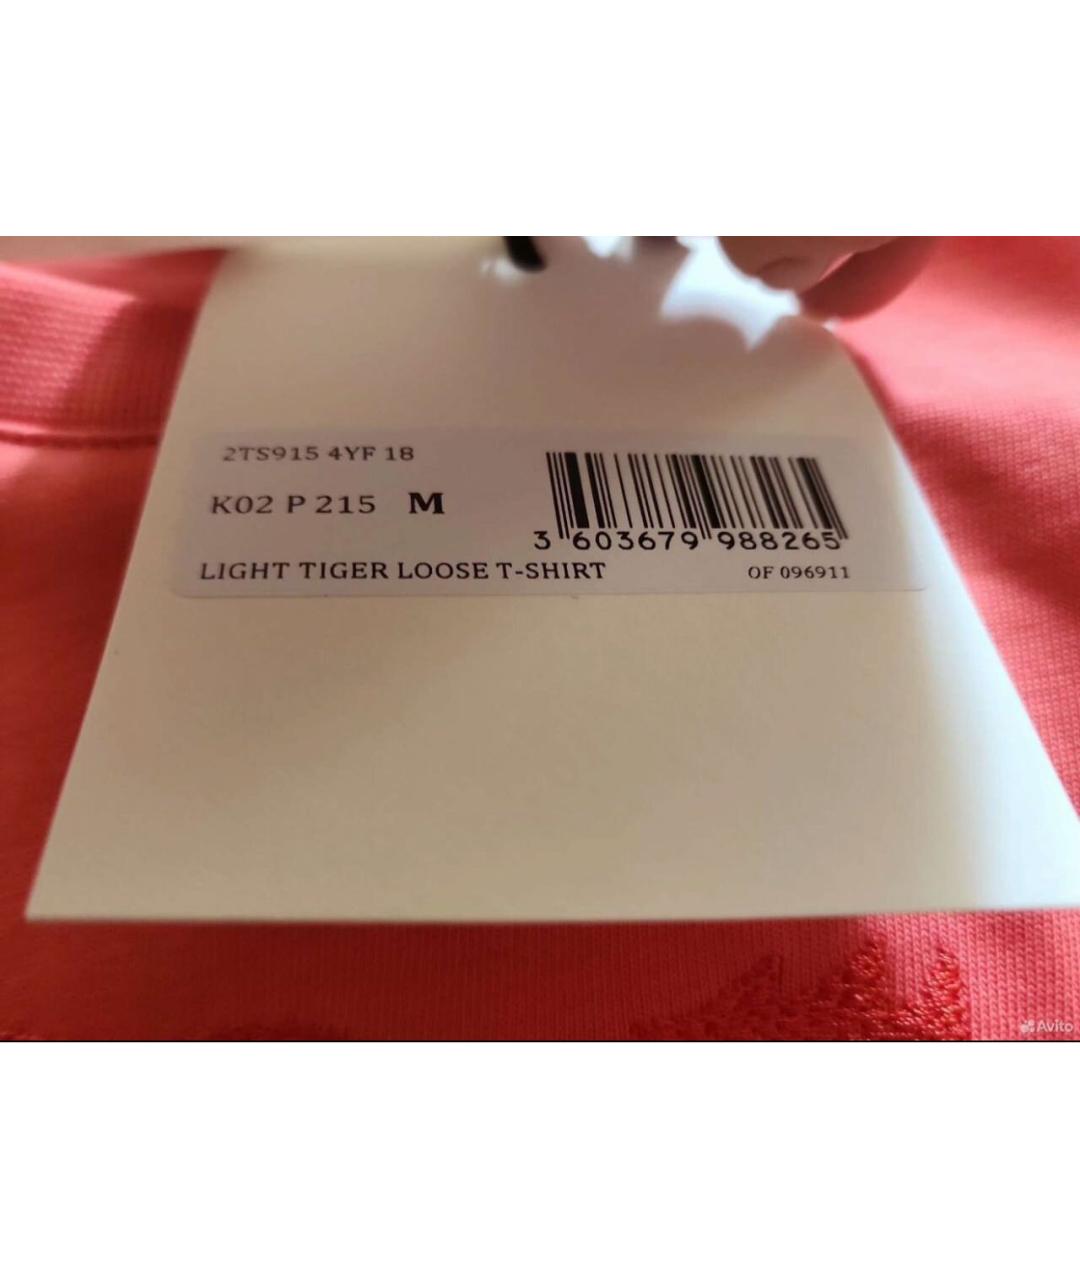 2TS915 4YF 18
K02 P 215 M
3 603679 988265
LIGHT TIGER LOOSE T-SHIRT
OF 096911
Avito